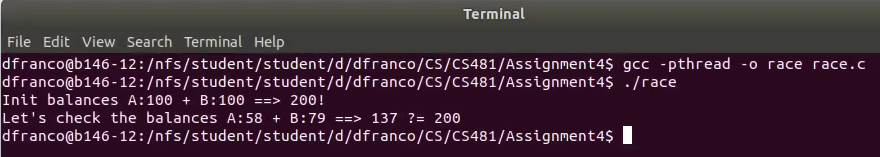 Terminal
File Edit View Search Terminal Help
dfranco@b146-12:/nfs/student/student/d/dfranco/CS/CS481/Assignment4$ gcc -pthread -o race race.c
dfranco@b146-12:/nfs/student/student/d/dfranco/CS/CS481/Assignment4$ ./race
Init balances A:100 + B:100 ==> 200!
Let's check the balances A:58 + B:79 ==> 137 ?= 200
dfranco@b146-12:/nfs/student/student/d/dfranco/CS/CS481/Assignment4$